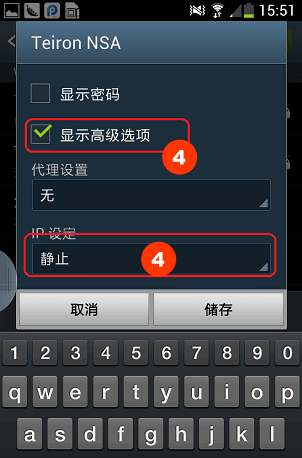 15:51
Teiron NSA
显示密码
显示高级选项
4
代理设置
无
IP 设定
静止
4
取消
储存
1 2 3 4 5 6 7 8 9 0
q w e r t y u i o p
a s d f g h j k l